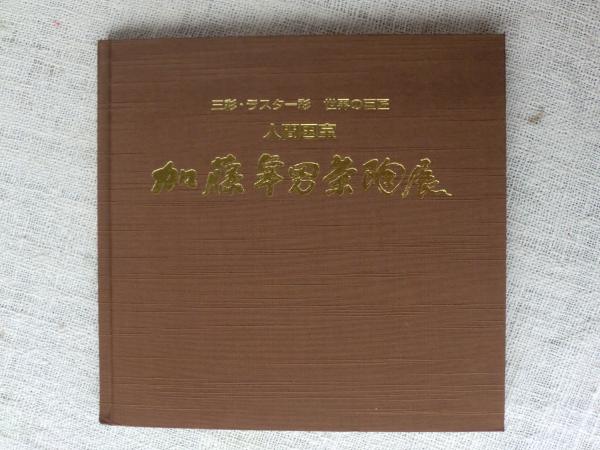 三彩・ラスター彩 世界の巨匠
人間国宝
加藤卓男作陶展